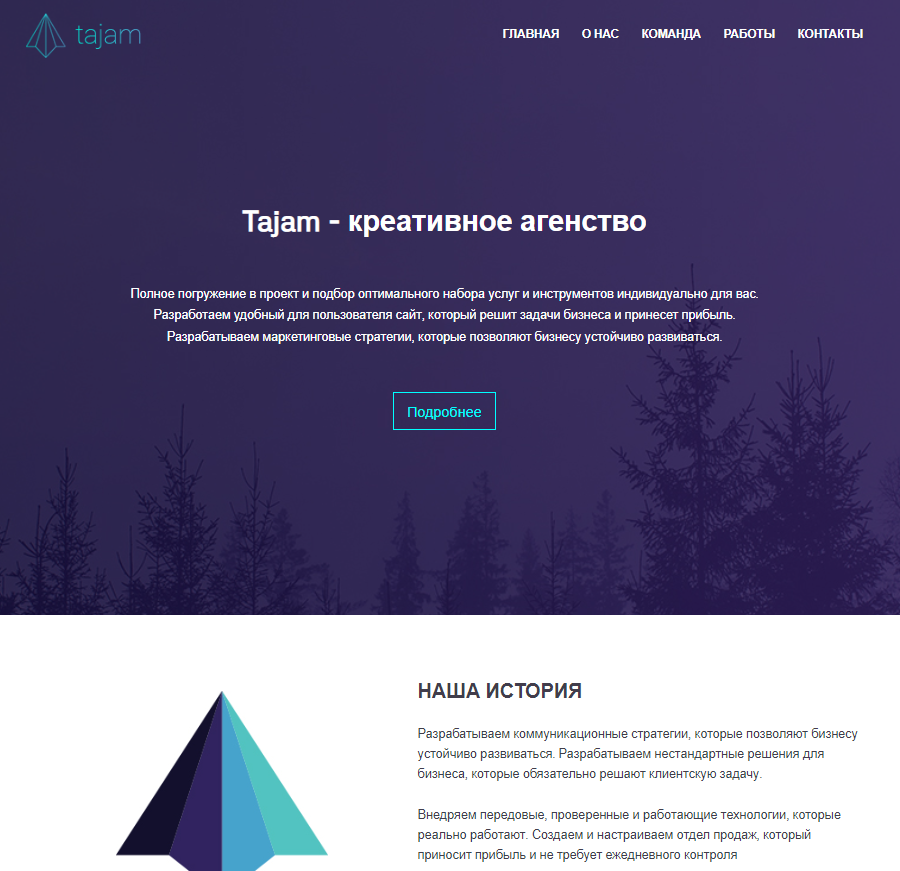 tajam
ГЛАВНАЯ О НАС КОМАНДА РАБОТЫ КОНТАКТЫ
Tajam - креативное агенство
Полное погружение в проект и подбор оптимального набора услуг и инструментов индивидуально для вас.
Разработаем удобный для пользователя сайт, который решит задачи бизнеса и принесет прибыль.
Разрабатываем маркетинговые стратегии, которые позволяют бизнесу устойчиво развиваться.
Подробнее
НАША ИСТОРИЯ
Разрабатываем коммуникационные стратегии, которые позволяют бизнесу
устойчиво развиваться. Разрабатываем нестандартные решения для
бизнеса, которые обязательно решают клиентскую задачу.
Внедряем передовые, проверенные и работающие технологии, которые
реально работают. Создаем и настраиваем отдел продаж, который
приносит прибыль и не требует ежедневного контроля